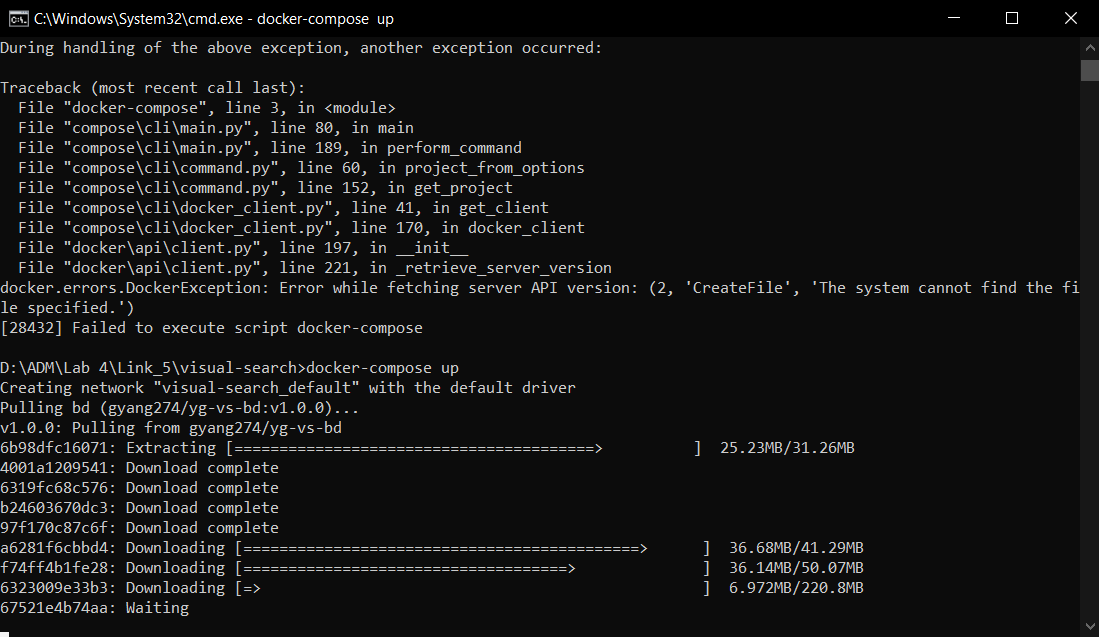 C:\Windows\System32\cmd.exe - docker-compose  up
During handling of the above exception, another exception occurred:
Traceback (most recent call last):
  File "docker-compose", line 3, in <module>
  File "compose\cli\main.py", line 80, in main
  File "compose\cli\main.py", line 189, in perform_command
  File "compose\cli\command.py", line 60, in project_from_options
  File "compose\cli\command.py", line 152, in get_project
  File "compose\cli\docker_client.py", line 41, in get_client
  File "compose\cli\docker_client.py", line 170, in docker_client
  File "docker\api\client.py", line 197, in __init__
  File "docker\api\client.py", line 221, in _retrieve_server_version
docker.errors.DockerException: Error while fetching server API version: (2, 'CreateFile', 'The system cannot find the fi
le specified.')
[28432] Failed to execute script docker-compose
D:\ADM\Lab 4\Link_5\visual-search>docker-compose up
Creating network "visual-search_default" with the default driver
Pulling bd (gyang274/yg-vs-bd:v1.0.0)...
v1.0.0: Pulling from gyang274/yg-vs-bd
6b98dfc16071: Extracting [========================================>          ]  25.23MB/31.26MB
4001a1209541: Download complete
6319fc68c576: Download complete
b24603670dc3: Download complete
97f170c87c6f: Download complete
a6281f6cbbd4: Downloading [============================================>      ]  36.68MB/41.29MB
f74ff4b1fe28: Downloading [====================================>              ]  36.14MB/50.07MB
6323009e33b3: Downloading [=>                                                 ]  6.972MB/220.8MB
67521e4b74aa: Waiting